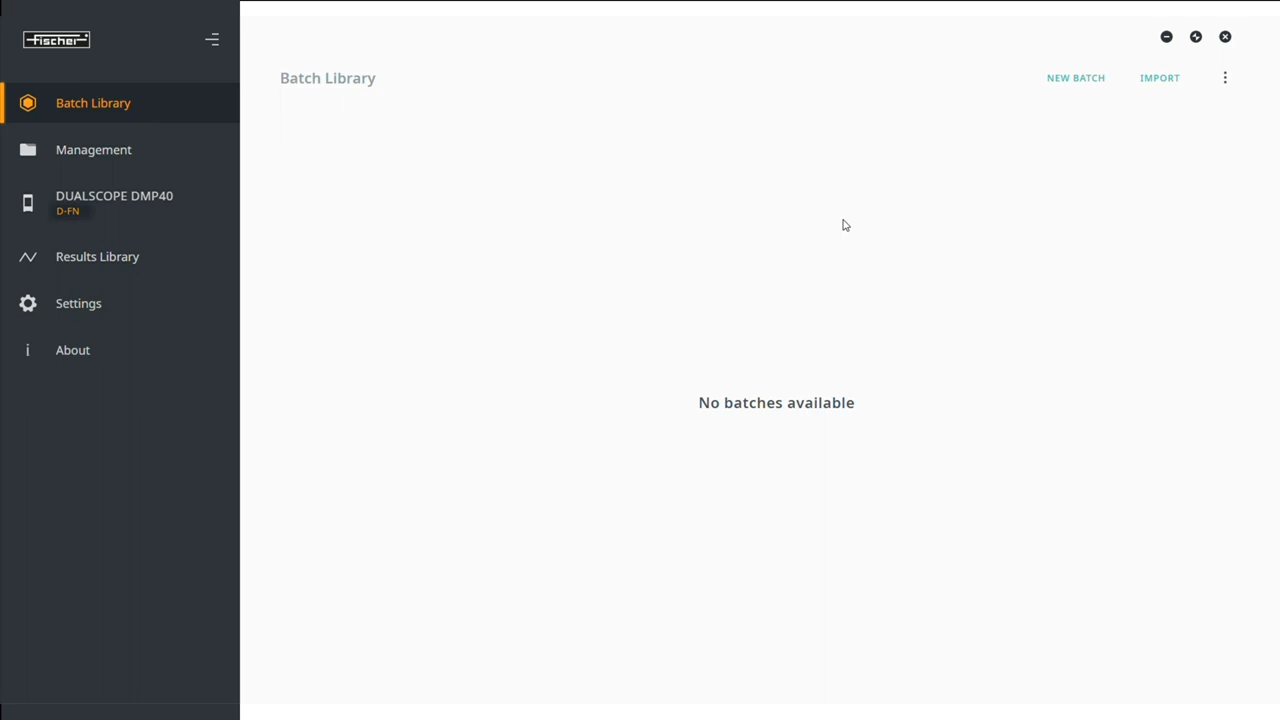 fischer
Batch Library
Management
DUALSCOPE DMP40
D-FN
Results Library
Settings
i About
Batch Library
NEW BATCH IMPORT
No batches available